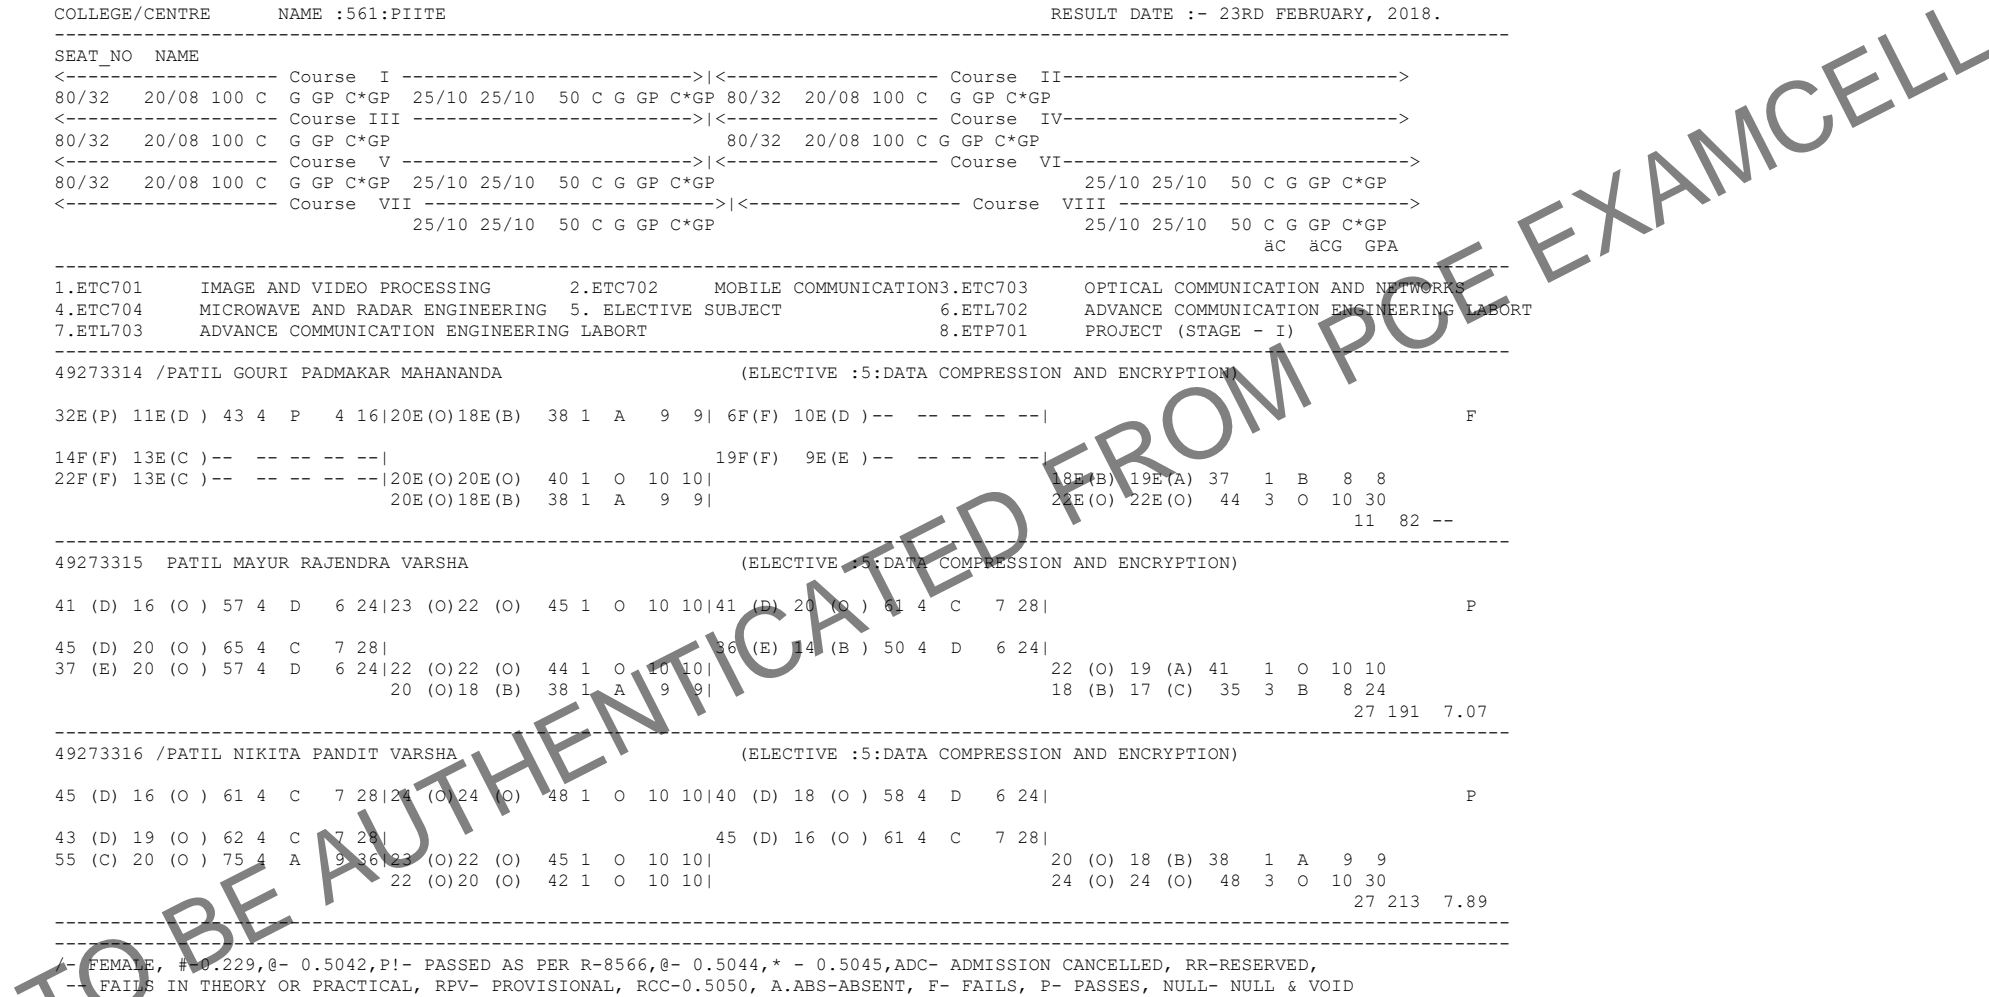 COLLEGE/CENTRE NAME :561:PIITE RESULT DATE :- 23RD FEBRUARY, 2018.
--------------------------------------------------------------------------------
SEAT_NO NAME
<------------------- Course I -------------------------->|<------------------- Course II------------------------------>
80/32 20/08 100 C G GP C*GP 25/10 25/10 50 C G GP C*GP 80/32 20/08 100 C G GP C*GP
<------------------- Course III ------------------------->|<------------------- Course IV------------------------------>
80/32 20/08 100 C G GP C*GP 80/32 20/08 100 C G GP C*GP
<------------------- Course V -------------------------->|<------------------- Course VI------------------------------->
80/32 20/08 100 C G GP C*GP 25/10 25/10 50 C G GP C*GP 25/10 25/10 50 C G GP C*GP
<------------------- Course VII -------------------------->|<------------------- Course VIII -------------------------->
25/10 25/10 50 C G GP C*GP 25/10 25/10 50 C G GP C*GP
äC äCG GPA
--------------------------------------------------------------------------------
1.ETC701 IMAGE AND VIDEO PROCESSING 2.ETC702 MOBILE COMMUNICATION3.ETC703 OPTICAL COMMUNICATION AND NETWORKS
4.ETC704 MICROWAVE AND RADAR ENGINEERING 5. ELECTIVE SUBJECT 6.ETL702 ADVANCE COMMUNICATION ENGINEERING LABORT
7.ETL703 ADVANCE COMMUNICATION ENGINEERING LABORT 8.ETP701 PROJECT (STAGE - I)
--------------------------------------------------------------------------------
49273314 /PATIL GOURI PADMAKAR MAHANANDA (ELECTIVE :5:DATA COMPRESSION AND ENCRYPTION)
32E(P) 11E(D ) 43 4 P 4 16|20E(O)18E(B) 38 1 A 9 9| 6F(F) 10E(D )-- -- -- -- --| F
14F(F) 13E(C )-- -- -- -- --| 19F(F) 9E(E )-- -- -- -- --|
22F(F) 13E(C )-- -- -- -- --|20E(O)20E(O) 40 1 O 10 10| 18E(B) 19E(A) 37 1 B 8 8
20E(O)18E(B) 38 1 A 9 9| 22E(O) 22E(O) 44 3 O 10 30
11 82 --
--------------------------------------------------------------------------------
49273315 PATIL MAYUR RAJENDRA VARSHA (ELECTIVE :5:DATA COMPRESSION AND ENCRYPTION)
41 (D) 16 (O ) 57 4 D 6 24|23 (O)22 (O) 45 1 O 10 10|41 (D) 20 (O ) 61 4 C 7 28| P
45 (D) 20 (O ) 65 4 C 7 28| 36 (E) 14 (B ) 50 4 D 6 24|
37 (E) 20 (O ) 57 4 D 6 24|22 (O)22 (O) 44 1 O 10 10| 22 (O) 19 (A) 41 1 O 10 10
20 (O)18 (B) 38 1 A 9 9| 18 (B) 17 (C) 35 3 B 8 24
27 191 7.07
--------------------------------------------------------------------------------
49273316 /PATIL NIKITA PANDIT VARSHA (ELECTIVE :5:DATA COMPRESSION AND ENCRYPTION)
45 (D) 16 (O ) 61 4 C 7 28|24 (O)24 (O) 48 1 O 10 10|40 (D) 18 (O ) 58 4 D 6 24| P
43 (D) 19 (O ) 62 4 C 7 28| 45 (D) 16 (O ) 61 4 C 7 28|
55 (C) 20 (O ) 75 4 A 9 36|23 (O)22 (O) 45 1 O 10 10| 20 (O) 18 (B) 38 1 A 9 9
22 (O)20 (O) 42 1 O 10 10| 24 (O) 24 (O) 48 3 O 10 30
27 213 7.89
--------------------------------------------------------------------------------
--------------------------------------------------------------------------------
/- FEMALE, #-0.229,@- 0.5042,P!- PASSED AS PER R-8566,@- 0.5044,* - 0.5045,ADC- ADMISSION CANCELLED, RR-RESERVED,
-- FAILS IN THEORY OR PRACTICAL, RPV- PROVISIONAL, RCC-0.5050, A.ABS-ABSENT, F- FAILS, P- PASSES, NULL- NULL & VOID
TO BE AUTHENTICATED FROM PCE EXAMCELL